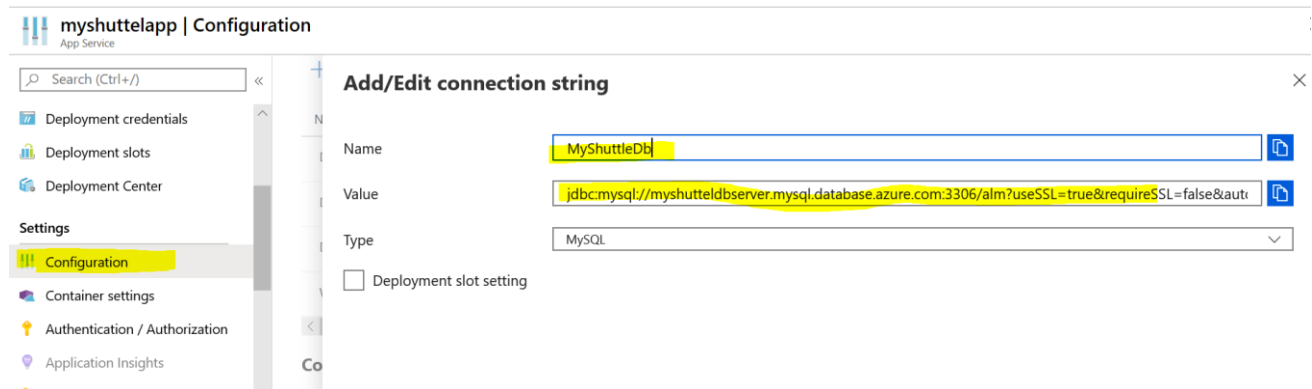 myshuttelapp | Configuration
App Service
Search (Ctrl+/)
«
Deployment credentials
Deployment slots
Deployment Center
Settings
Configuration
Container settings
Authentication / Authorization
Application Insights
Co
Add/Edit connection string
Name
MyShuttleDb
Value
jdbc:mysql://myshutteldbserver.mysql.database.azure.com:3306/alm?useSSL=true&requireSSL=false&aut
Type
MySQL
Deployment slot setting